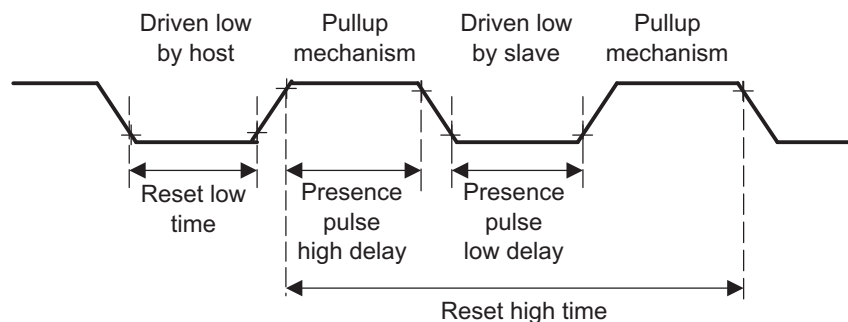 Driven low
by host
Pullup
mechanism
Driven low
by slave
Pullup
mechanism
Reset low
time
Presence
pulse
high delay
Presence
pulse
low delay
Reset high time